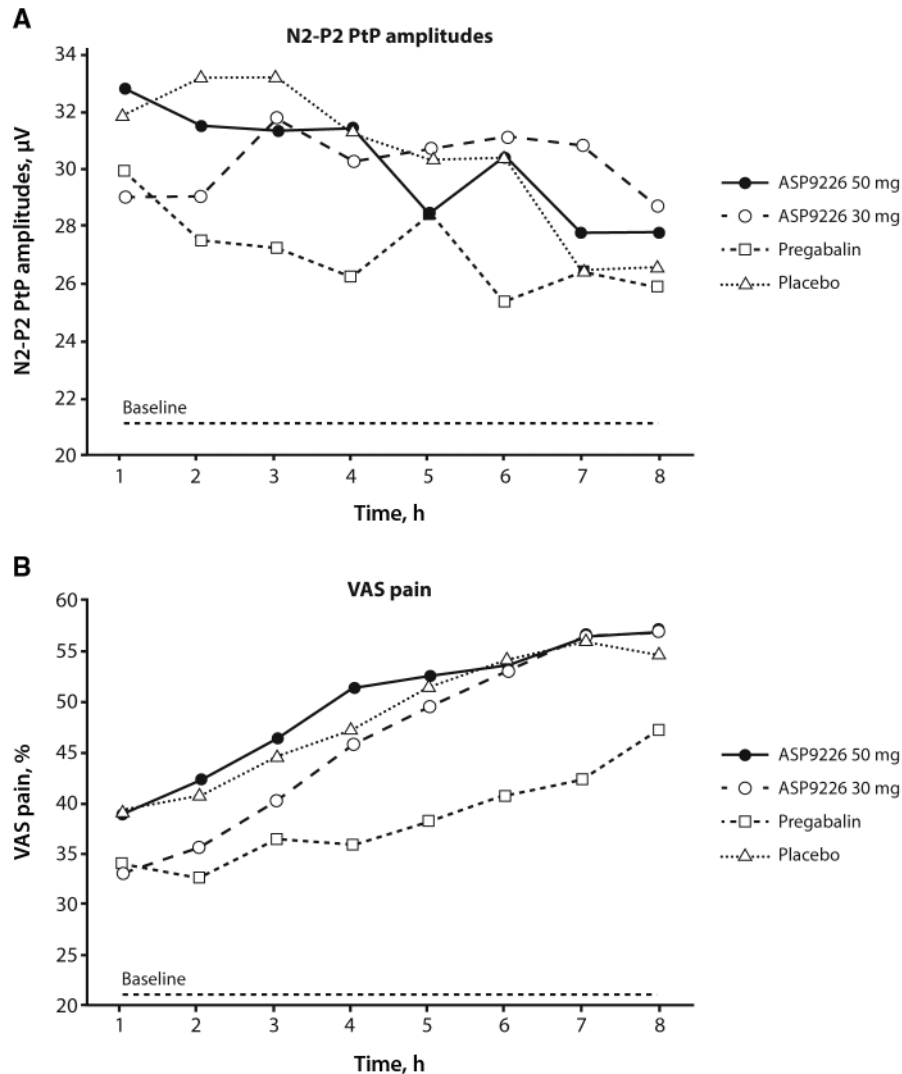 A
N2-P2 PtP amplitudes
N2-P2 PtP amplitudes, µV
34
32
30
28
26
24
22
20
Baseline
1 2 3 4 5 6 7 8
Time, h
ASP9226 50 mg
ASP9226 30 mg
Pregabalin
Placebo
B
VAS pain
VAS pain, %
60
55
50
45
40
35
30
25
20
Baseline
1 2 3 4 5 6 7 8
Time, h
ASP9226 50 mg
ASP9226 30 mg
Pregabalin
Placebo